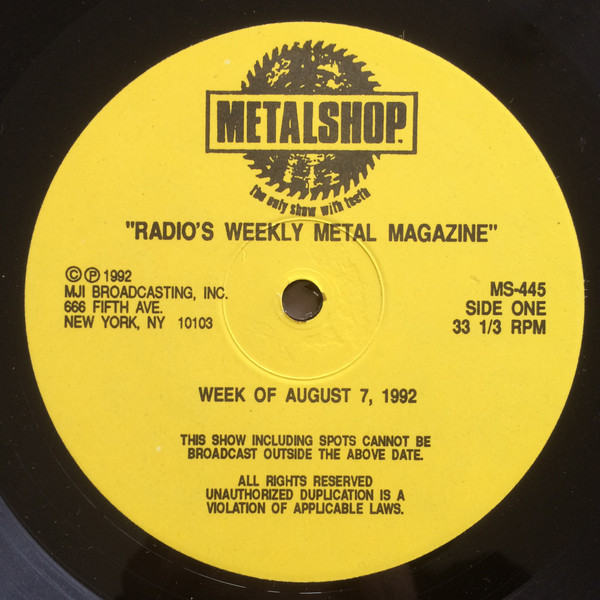 METALSHOP.
the only show with teeth
"RADIO'S WEEKLY METAL MAGAZINE"
© ℗ 1992
MJI BROADCASTING, INC.
666 FIFTH AVE.
NEW YORK, NY 10103
MS-445
SIDE ONE
33 1/3 RPM
WEEK OF AUGUST 7, 1992
THIS SHOW INCLUDING SPOTS CANNOT BE
BROADCAST OUTSIDE THE ABOVE DATE.
ALL RIGHTS RESERVED
UNAUTHORIZED DUPLICATION IS A
VIOLATION OF APPLICABLE LAWS.